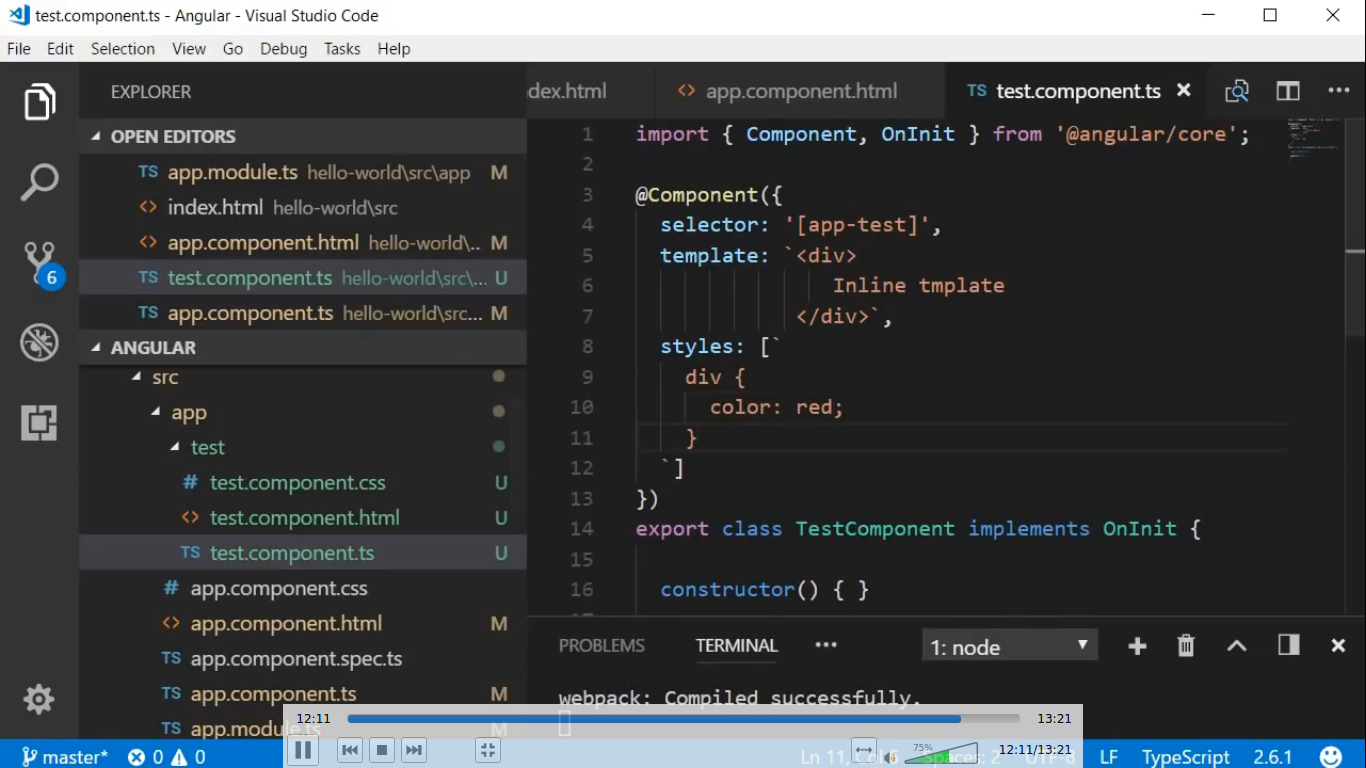 test.component.ts - Angular - Visual Studio Code
File Edit Selection View Go Debug Tasks Help
EXPLORER
OPEN EDITORS
TS app.module.ts hello-world\src\app M
<> index.html hello-world\src
<> app.component.html hello-world\.. M
TS test.component.ts hello-world\src\... U
TS app.component.ts hello-world\src... M
6
ANGULAR
src
app
test
# test.component.css U
<> test.component.html U
TS test.component.ts U
# app.component.css
<> app.component.html M
TS app.component.spec.ts
TS app.component.ts M
TS app.module.ts M
dex.html <> app.component.html TS test.component.ts
1 import { Component, OnInit } from '@angular/core';
2
3 @Component({
4 selector: '[app-test]',
5 template: `<div>
6 Inline tmplate
7 </div>`,
8 styles: [`
9 div {
10 color: red;
11 }
12 `]
13 })
14 export class TestComponent implements OnInit {
15
16 constructor() { }
PROBLEMS TERMINAL ••• 1: node
webpack: Compiled successfully.
12:11 13:21
75% 12:11/13:21
master* 0 0 Ln 11, Col 6 Spaces: 2 UTF-8 LF TypeScript 2.6.1